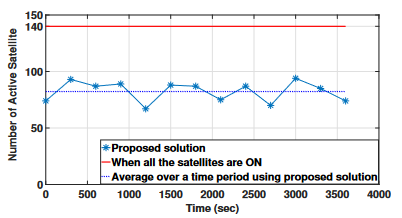 150
140
100
50
0
Number of Active Satellite
Proposed solution
When all the satellites are ON
Average over a time period using proposed solution
0 500 1000 1500 2000 2500 3000 3500 4000
Time (sec)